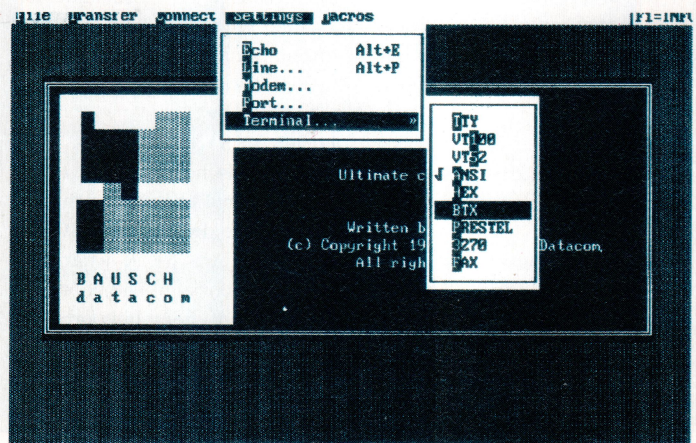 File Transfer Connect Settings Macros F1=INFO
Echo Alt+E
Line... Alt+P
Modem...
Port...
Terminal... »
TTY
VT100
VT52
√ ANSI
HEX
BTX
PRESTEL
3270
FAX
Ultimate c
Written b
(c) Copyright 19 Datacom,
All righ
BAUSCH
datacom